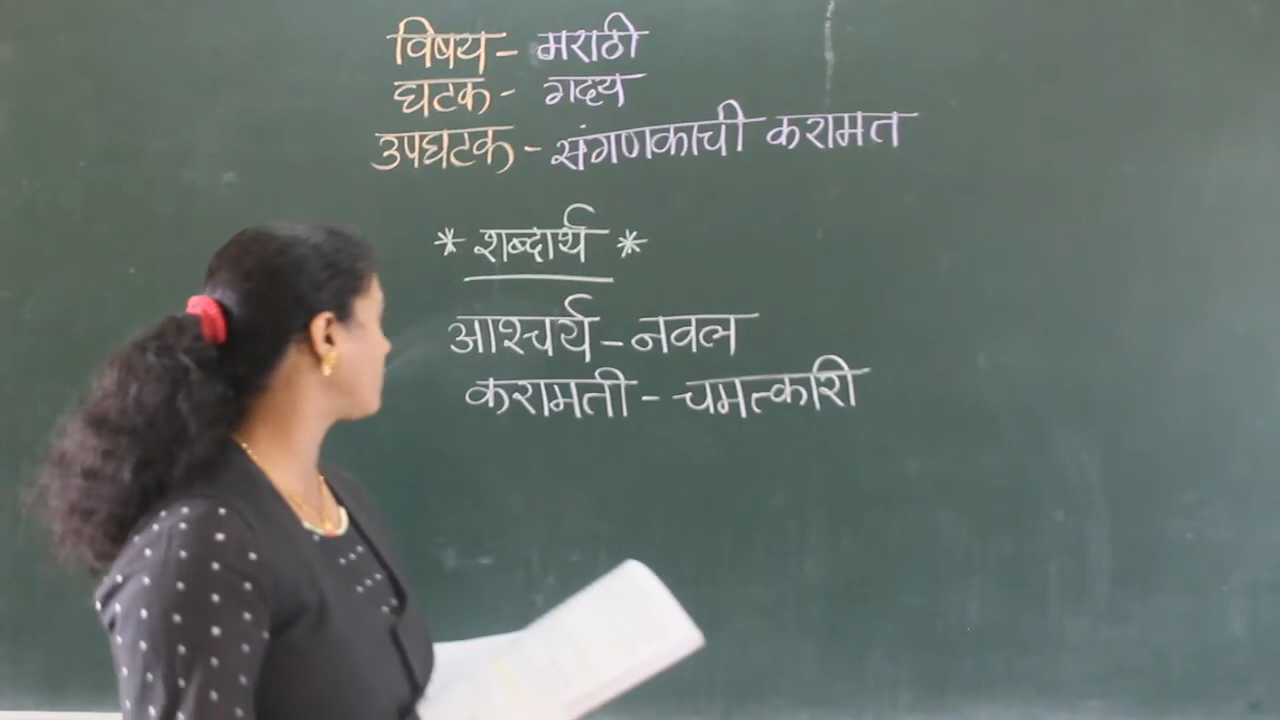 विषय - मराठी
घटक - गद्य
उपघटक - संगणकाची करामत
* शब्दार्थ *
आश्चर्य - नवल
करामती - चमत्कारी